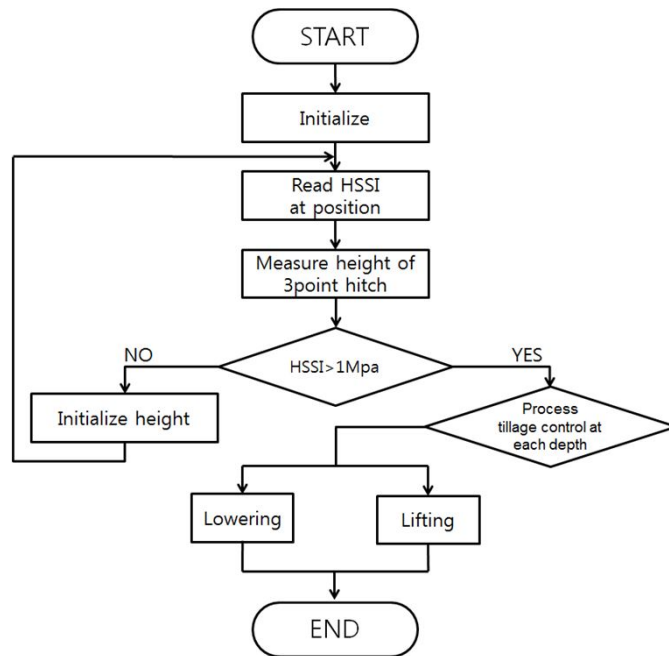 START
Initialize
Read HSSI
at position
Measure height of
3point hitch
HSSI>1Mpa
NO
YES
Initialize height
Process
tillage control at
each depth
Lowering
Lifting
END